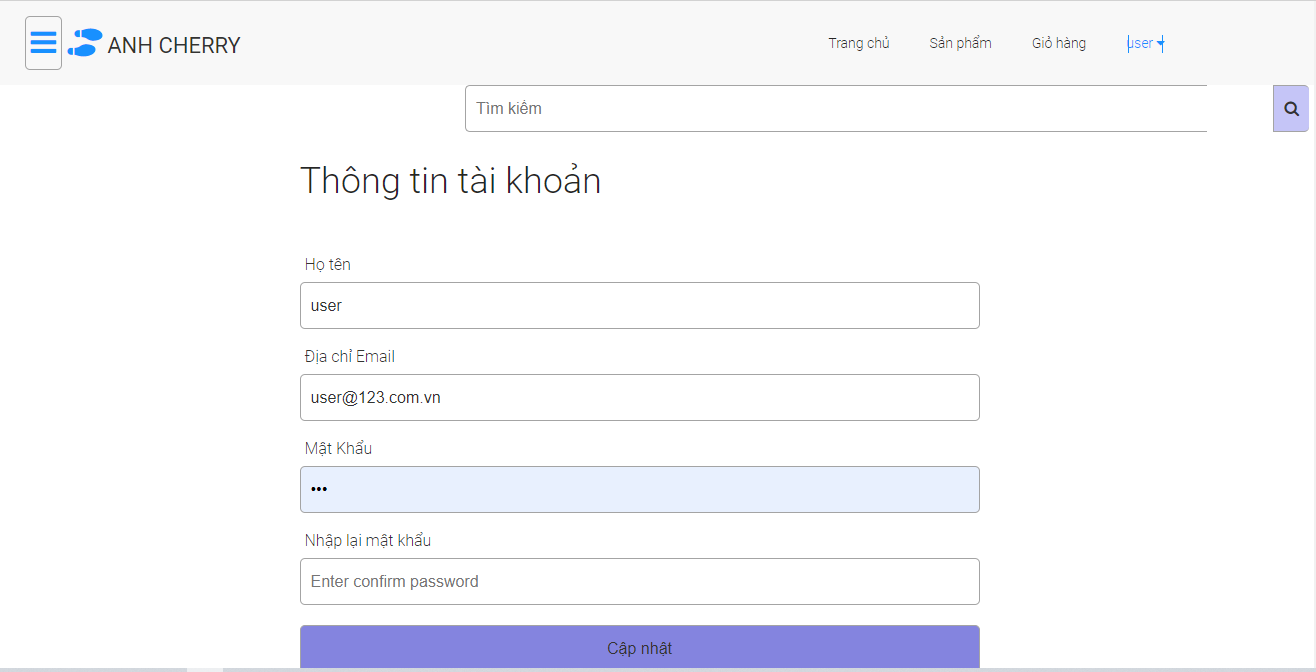 ANH CHERRY
Trang chủ
Sản phẩm
Giỏ hàng
user
Tìm kiếm
Thông tin tài khoản
Họ tên
user
Địa chỉ Email
user@123.com.vn
Mật Khẩu
•••
Nhập lại mật khẩu
Enter confirm password
Cập nhật